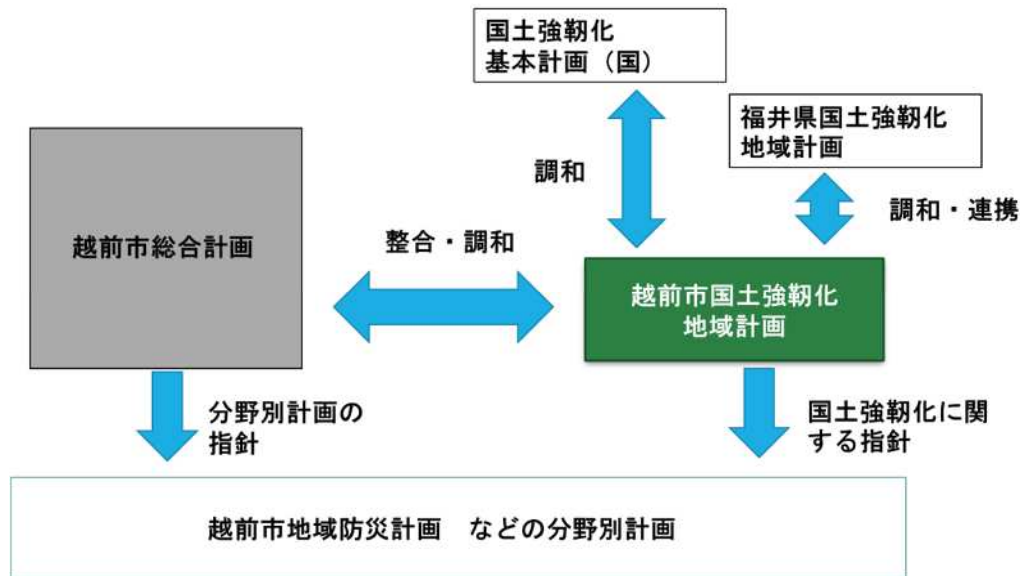 国土強靭化
基本計画（国）
福井県国土強靭化
地域計画
調和
調和・連携
越前市総合計画
整合・調和
越前市国土強靭化
地域計画
分野別計画の
指針
国土強靭化に関
する指針
越前市地域防災計画　などの分野別計画